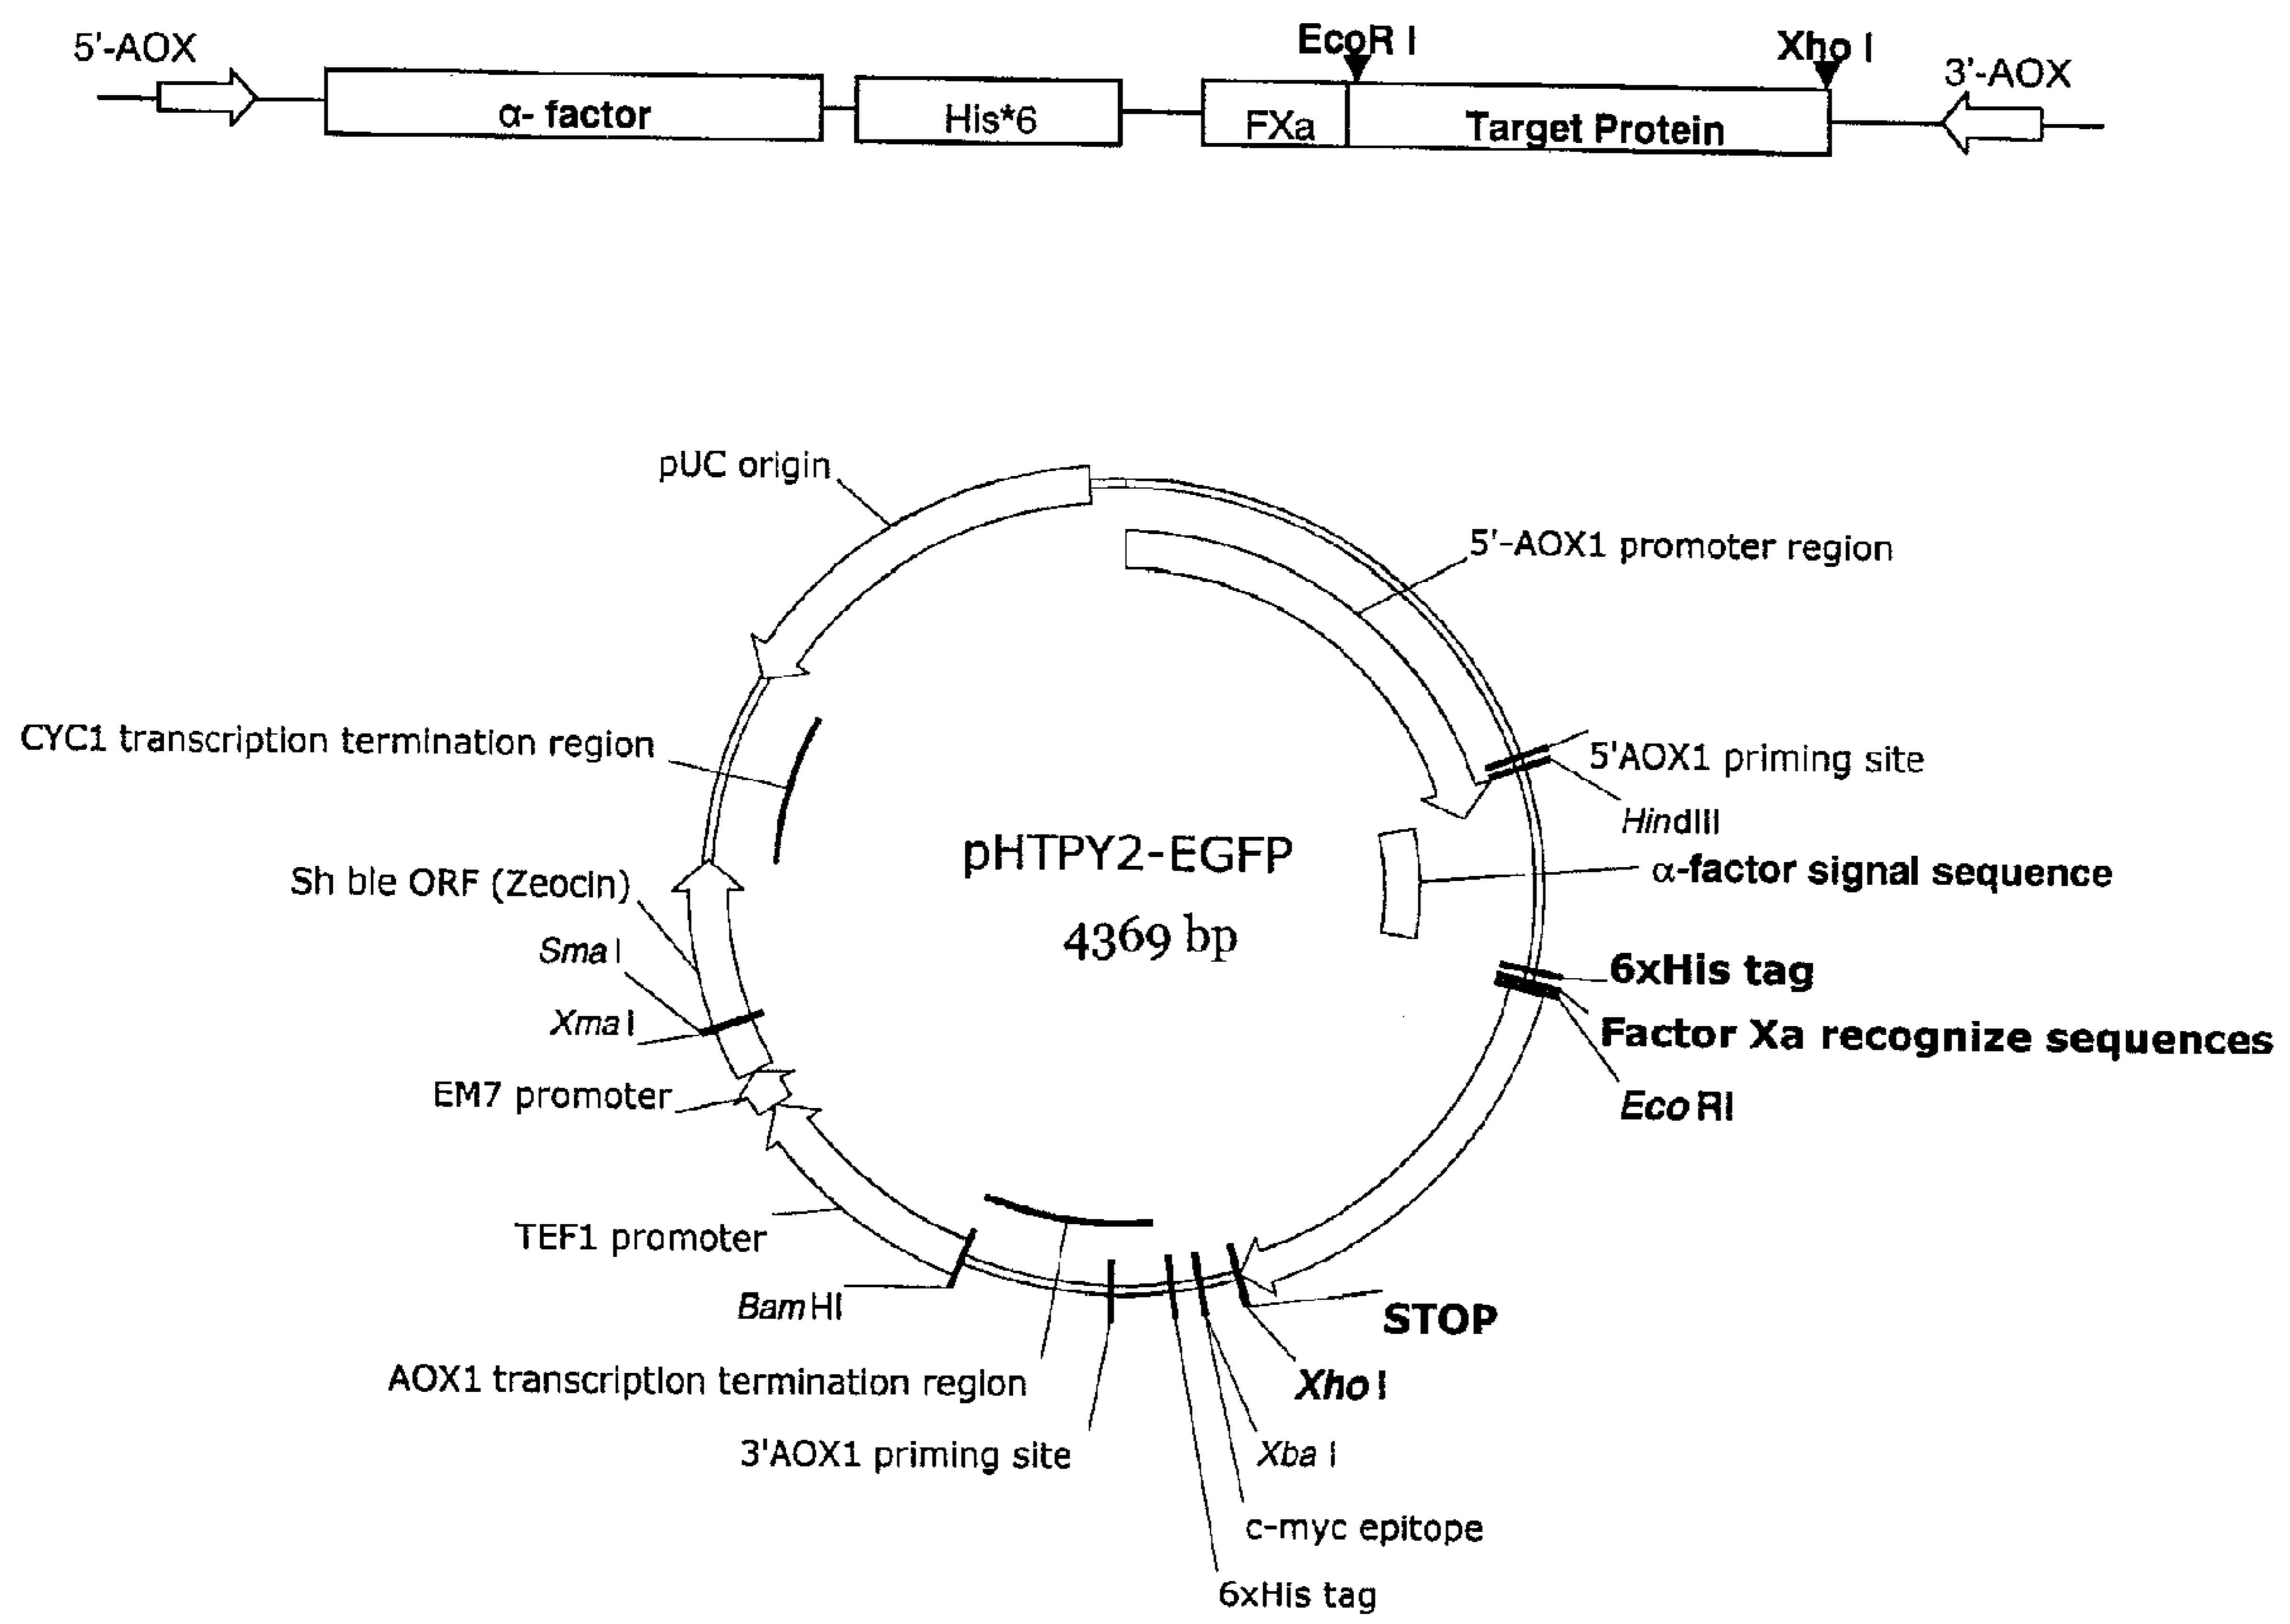 5'-AOX
EcoR I
Xho I
3'-AOX
α- factor
His*6
FXa
Target Protein
pUC origin
5'-AOX1 promoter region
CYC1 transcription termination region
5'AOX1 priming site
HindIII
pHTPY2-EGFP
4369 bp
α-factor signal sequence
Sh ble ORF (Zeocin)
Sma I
6xHis tag
Xma I
Factor Xa recognize sequences
EM7 promoter
Eco RI
TEF1 promoter
BamHI
STOP
AOX1 transcription termination region
Xho I
3'AOX1 priming site
Xba I
c-myc epitope
6xHis tag